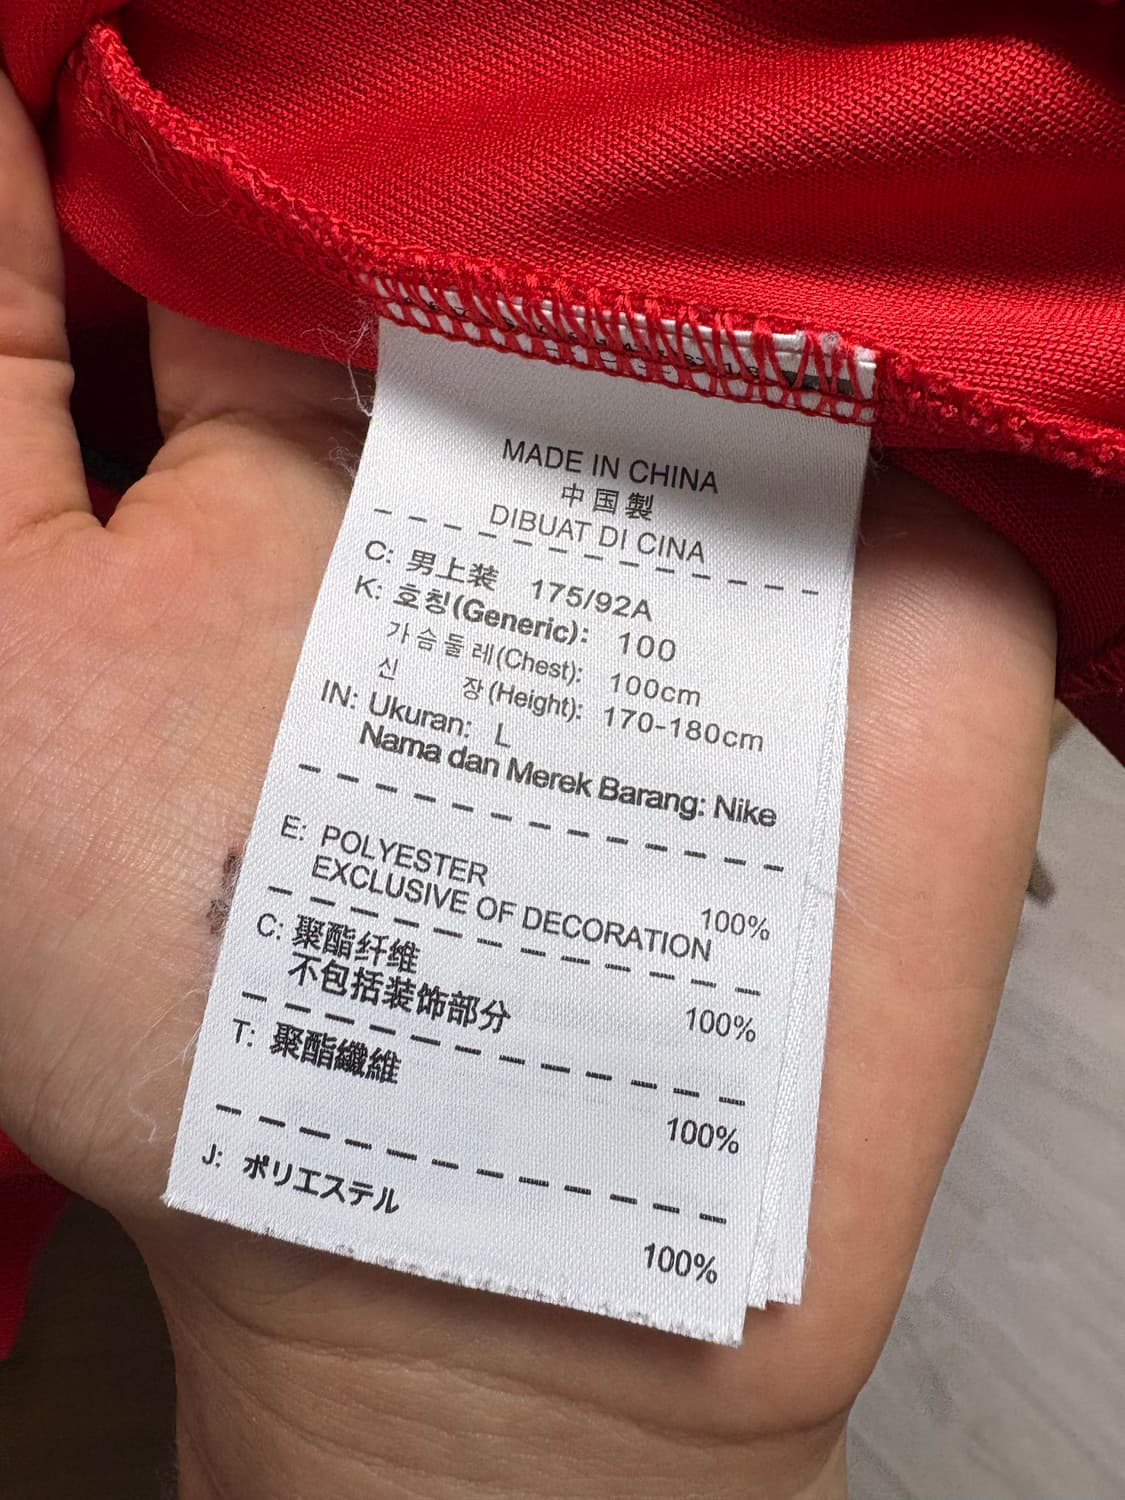 MADE IN CHINA
中国製
DIBUAT DI CINA
C: 男上装 175/92A
K: 호칭(Generic): 100
가슴둘레(Chest): 100cm
신 장(Height): 170-180cm
IN: Ukuran: L
Nama dan Merek Barang: Nike
E: POLYESTER 100%
EXCLUSIVE OF DECORATION
C: 聚酯纤维 100%
不包括装饰部分
T: 聚酯纖維 100%
J: ポリエステル 100%